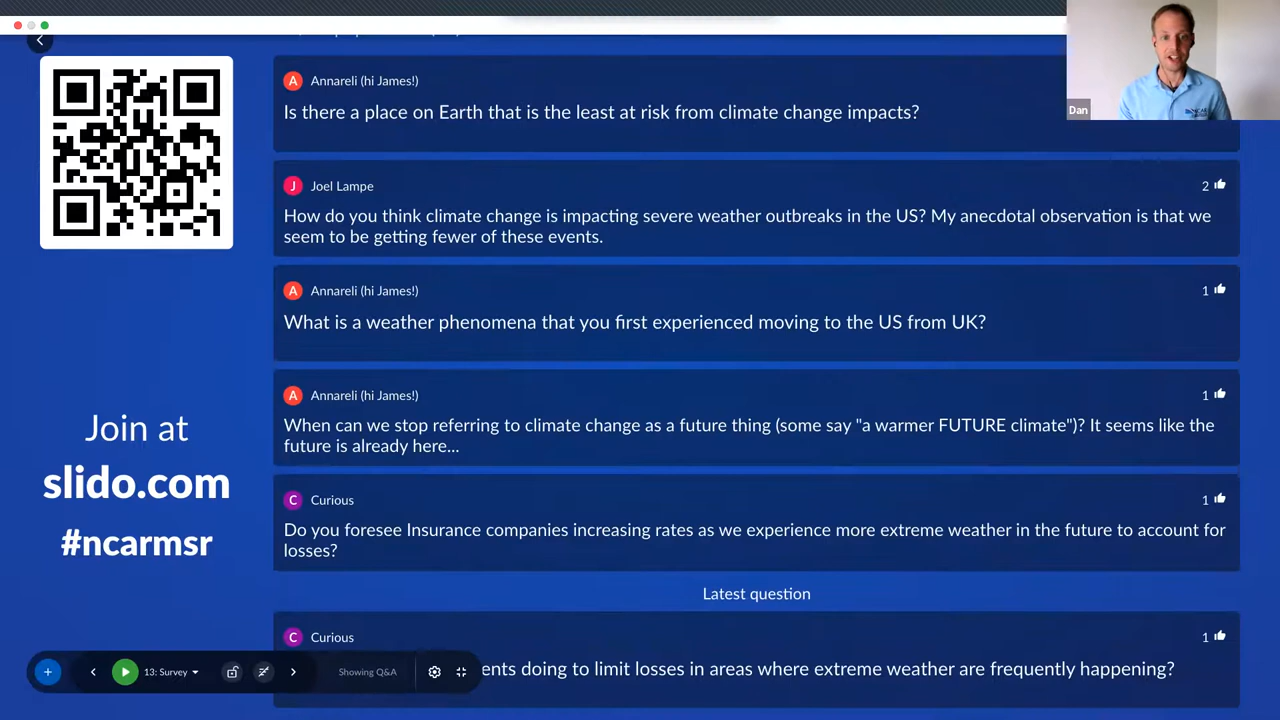 Annareli (hi James!)
Is there a place on Earth that is the least at risk from climate change impacts?
Dan
Joel Lampe
2
How do you think climate change is impacting severe weather outbreaks in the US? My anecdotal observation is that we
seem to be getting fewer of these events.
Annareli (hi James!)
1
What is a weather phenomena that you first experienced moving to the US from UK?
Annareli (hi James!)
1
When can we stop referring to climate change as a future thing (some say "a warmer FUTURE climate")? It seems like the
future is already here...
Curious
1
Do you foresee Insurance companies increasing rates as we experience more extreme weather in the future to account for
losses?
Latest question
Curious
1
doing to limit losses in areas where extreme weather are frequently happening?
Join at
slido.com
#ncarmsr
13: Survey
Showing Q&A
A
J
A
A
C
C